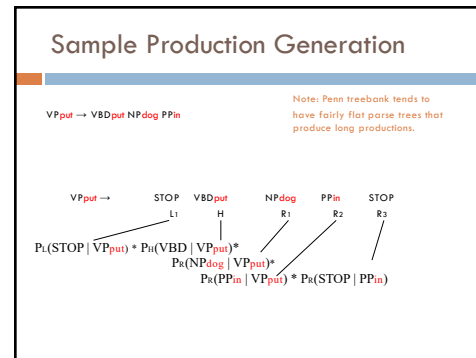 Sample Production Generation
VPput → VBDput NPdog PPin
Note: Penn treebank tends to
have fairly flat parse trees that
produce long productions.
VPput → STOP VBDput NPdog PPin STOP
L1 H R1 R2 R3
PL(STOP | VPput) * PH(VBD | VPput)*
PR(NPdog | VPput)*
PR(PPin | VPput) * PR(STOP | PPin)